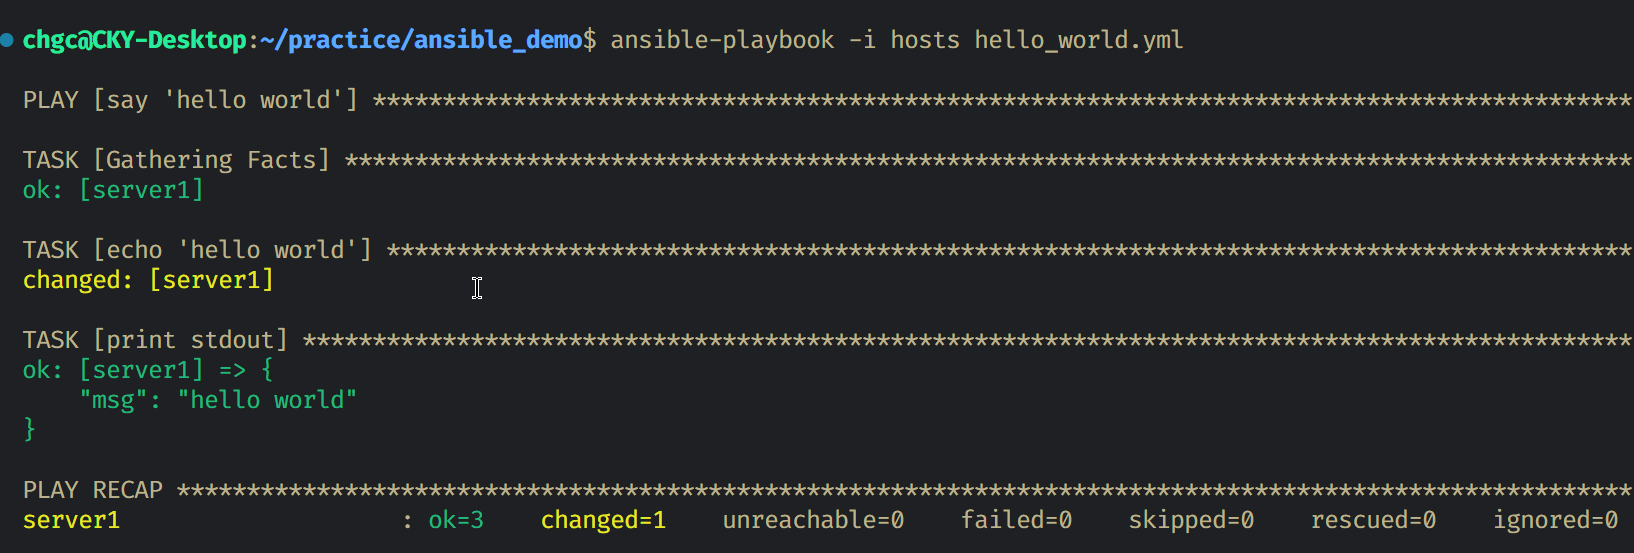 chgc@CKY-Desktop:~/practice/ansible_demo$ ansible-playbook -i hosts hello_world.yml
PLAY [say 'hello world'] ******************************************************************************************
TASK [Gathering Facts] ********************************************************************************************
ok: [server1]
TASK [echo 'hello world'] *****************************************************************************************
changed: [server1]
TASK [print stdout] ***********************************************************************************************
ok: [server1] => {
    "msg": "hello world"
}
PLAY RECAP ********************************************************************************************************
server1                    : ok=3    changed=1    unreachable=0    failed=0    skipped=0    rescued=0    ignored=0